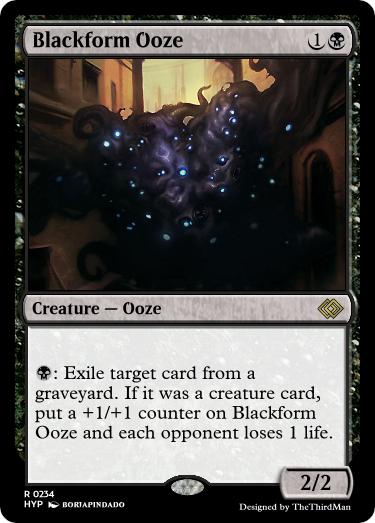 Blackform Ooze 1
Creature — Ooze
: Exile target card from a
graveyard. If it was a creature card,
put a +1/+1 counter on Blackform
Ooze and each opponent loses 1 life.
2/2
R 0234
HYP BORJAPINDADO
Designed by TheThirdMan